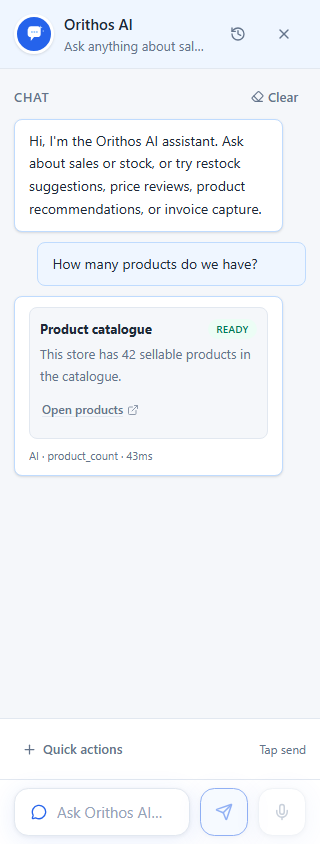 Orithos AI
Ask anything about sal...
CHAT
Clear
Hi, I'm the Orithos AI assistant. Ask
about sales or stock, or try restock
suggestions, price reviews, product
recommendations, or invoice capture.
How many products do we have?
Product catalogue
READY
This store has 42 sellable products in
the catalogue.
Open products
AI · product_count · 43ms
Quick actions
Tap send
Ask Orithos AI...